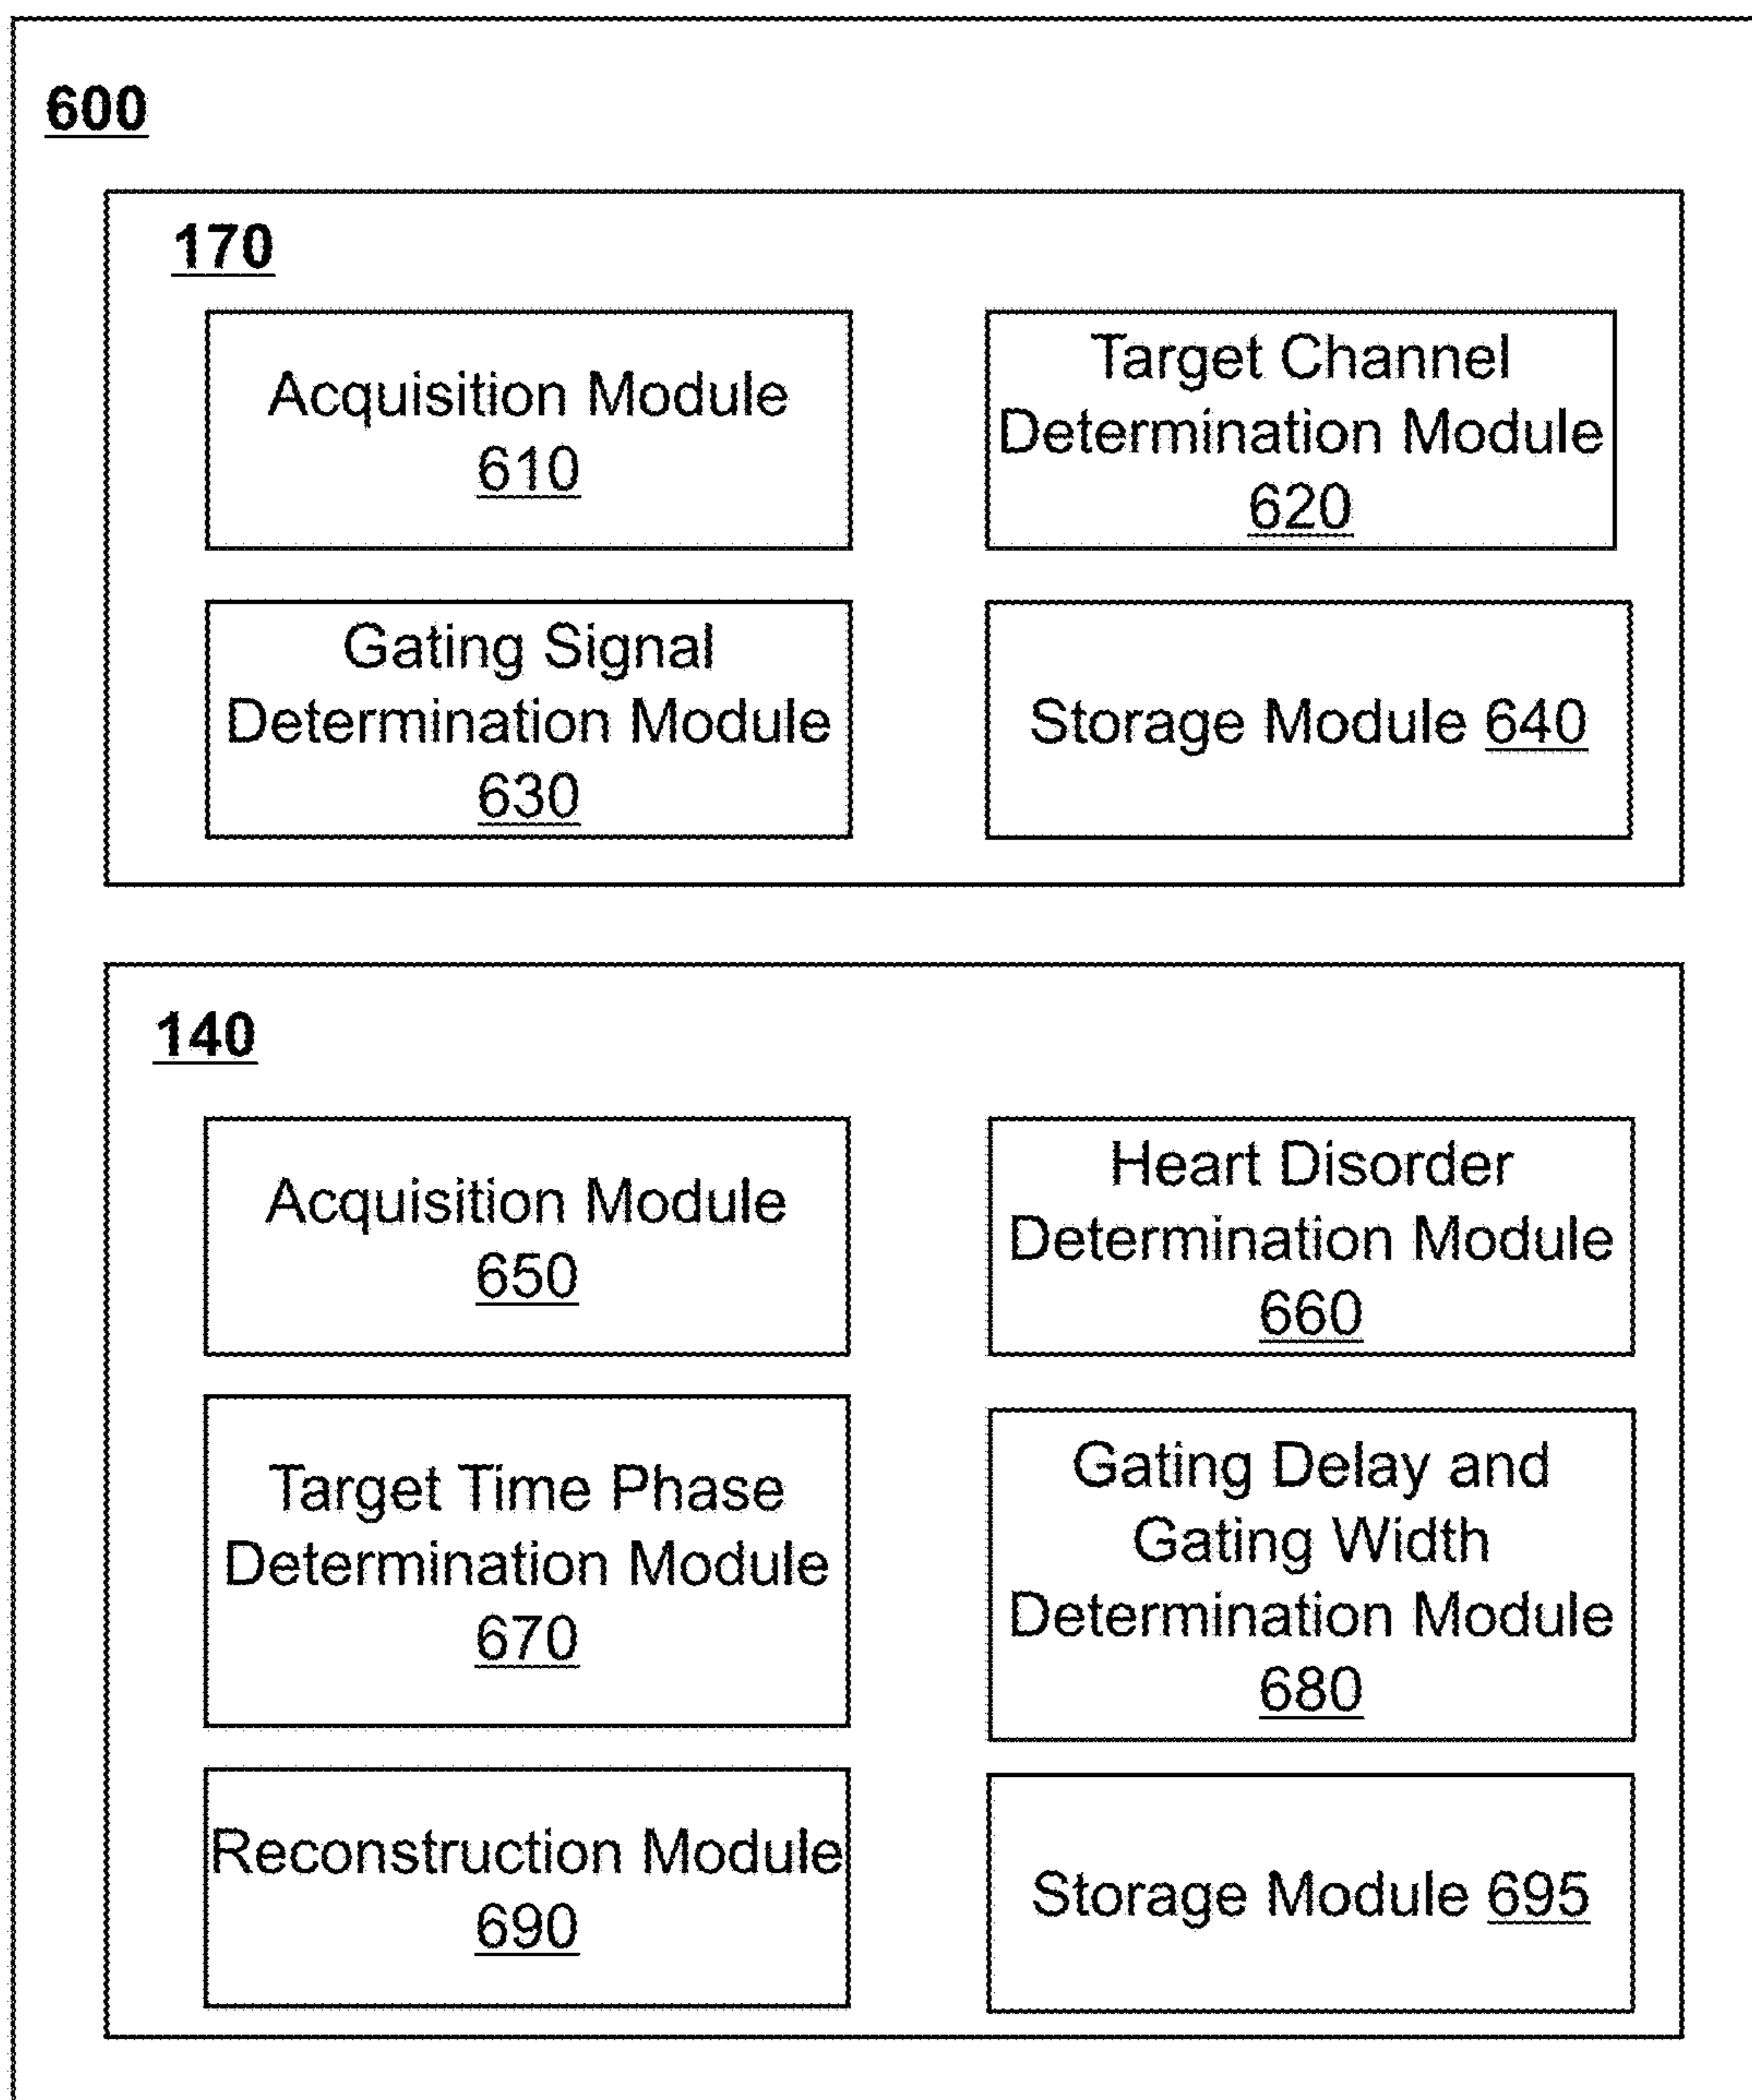 600
170
Acquisition Module
610
Target Channel
Determination Module
620
Gating Signal
Determination Module
630
Storage Module 640
140
Acquisition Module
650
Heart Disorder
Determination Module
660
Target Time Phase
Determination Module
670
Gating Delay and
Gating Width
Determination Module
680
Reconstruction Module
690
Storage Module 695